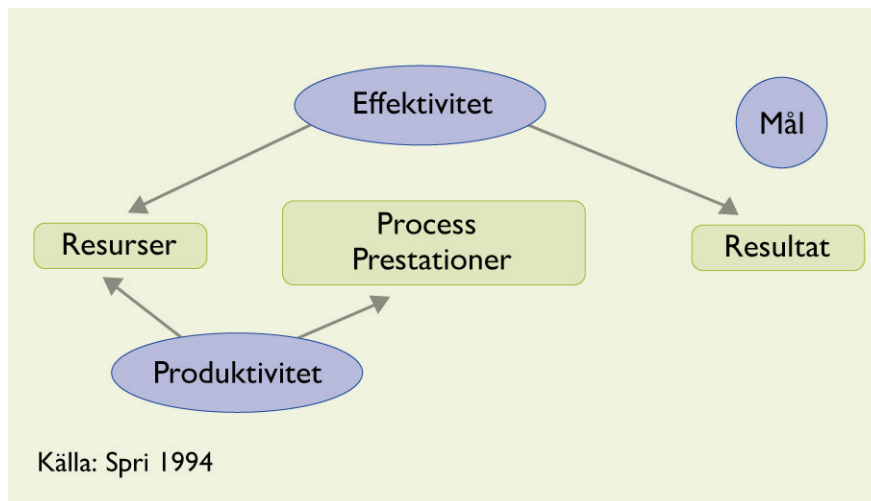 Effektivitet
Mål
Resurser
Process
Prestationer
Resultat
Produktivitet
Källa: Spri 1994